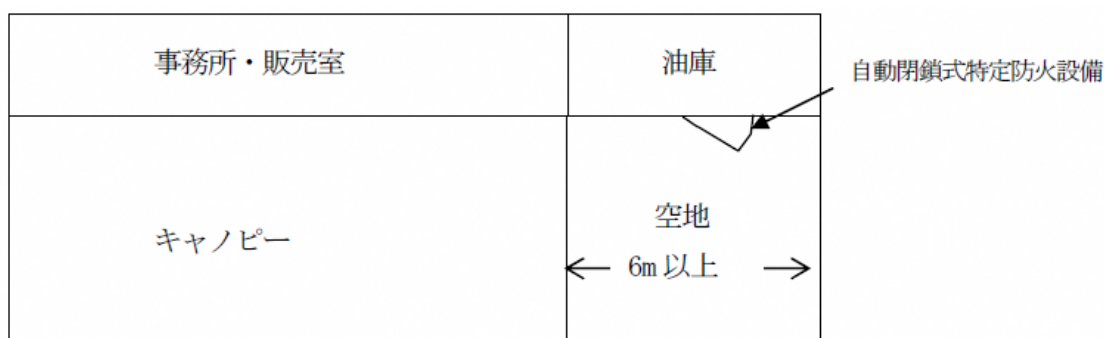 事務所・販売室
油庫
自動閉鎖式特定防火設備
キャノピー
空地
6m 以上